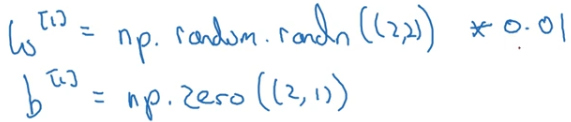 w^[1] = np.random.randn((2,2)) * 0.01
b^[1] = np.zero((2,1))